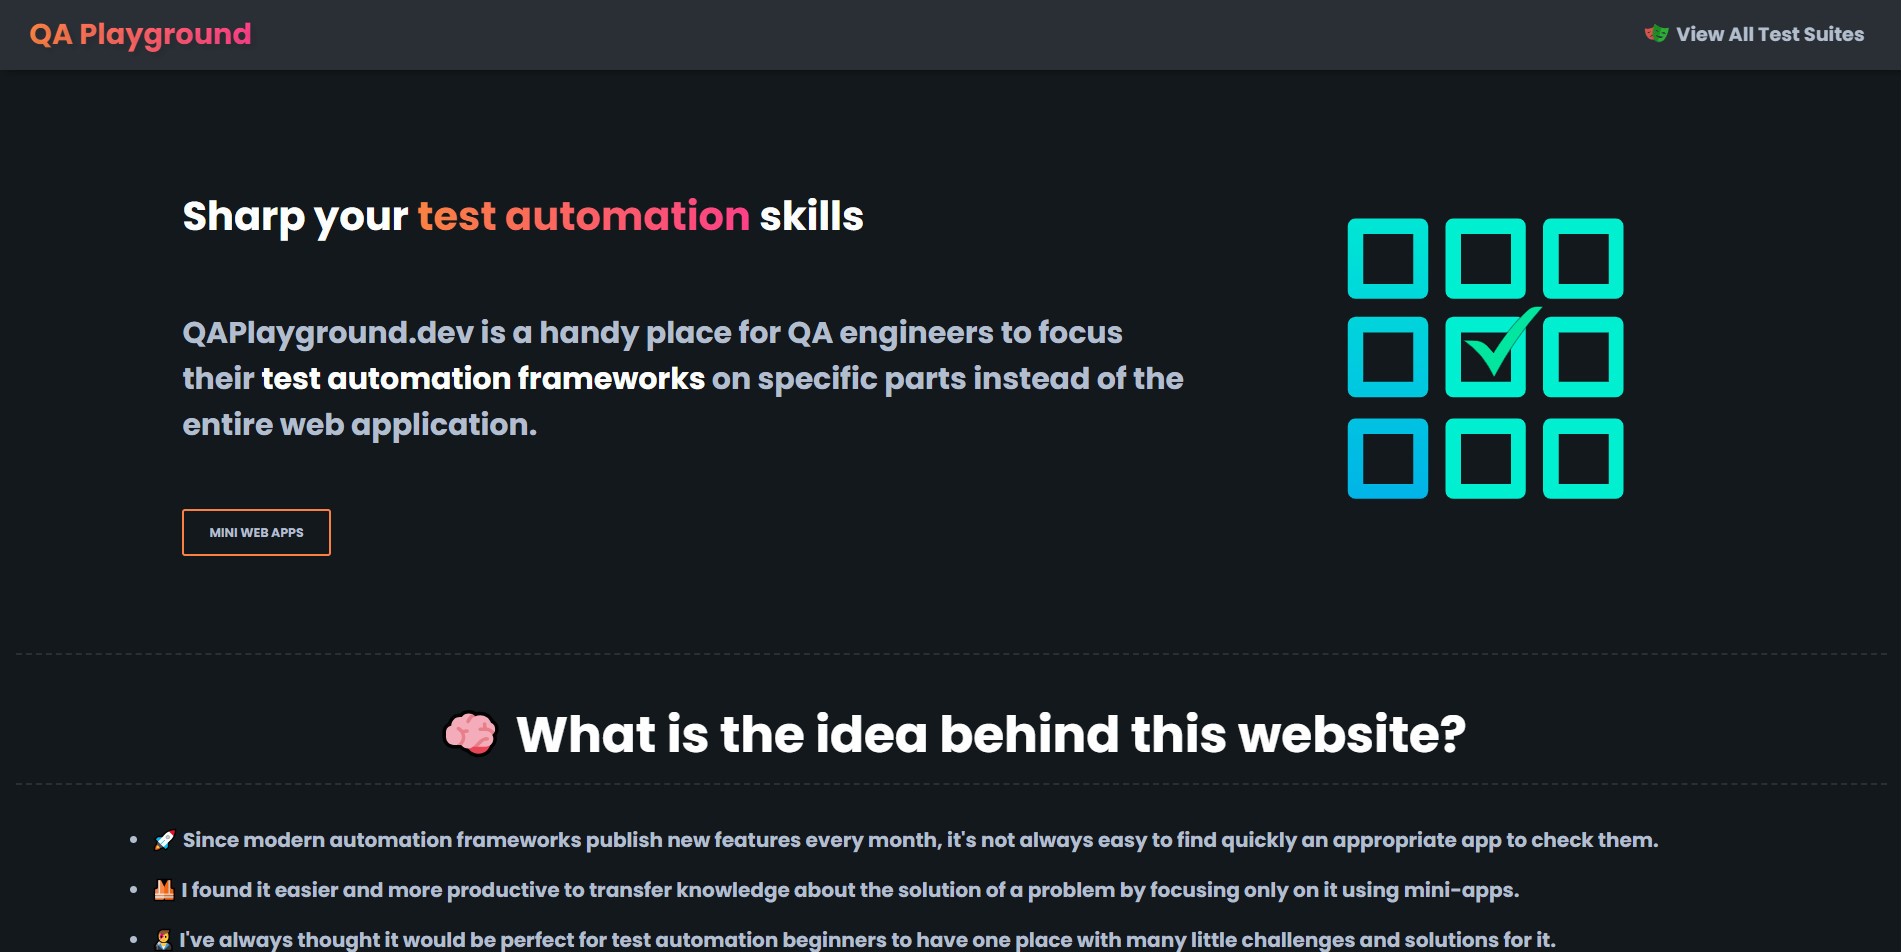 QA Playground
🎭 View All Test Suites
Sharp your test automation skills
QAPlayground.dev is a handy place for QA engineers to focus
their test automation frameworks on specific parts instead of the
entire web application.
MINI WEB APPS
🧠 What is the idea behind this website?
• 🚀 Since modern automation frameworks publish new features every month, it's not always easy to find quickly an appropriate app to check them.
• 🦺 I found it easier and more productive to transfer knowledge about the solution of a problem by focusing only on it using mini-apps.
• 👩‍🎤 I've always thought it would be perfect for test automation beginners to have one place with many little challenges and solutions for it.